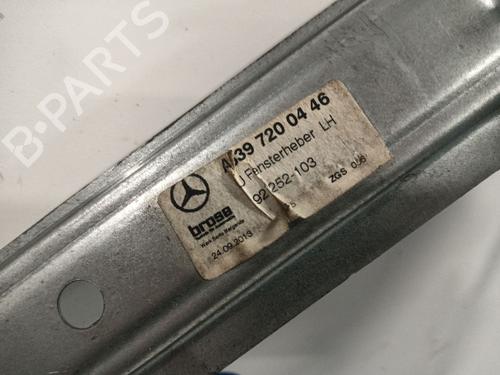 B-PARTS
A639 720 04 46
Fensterheber LH
92 252-103
ZGS
brose
24.09.2013